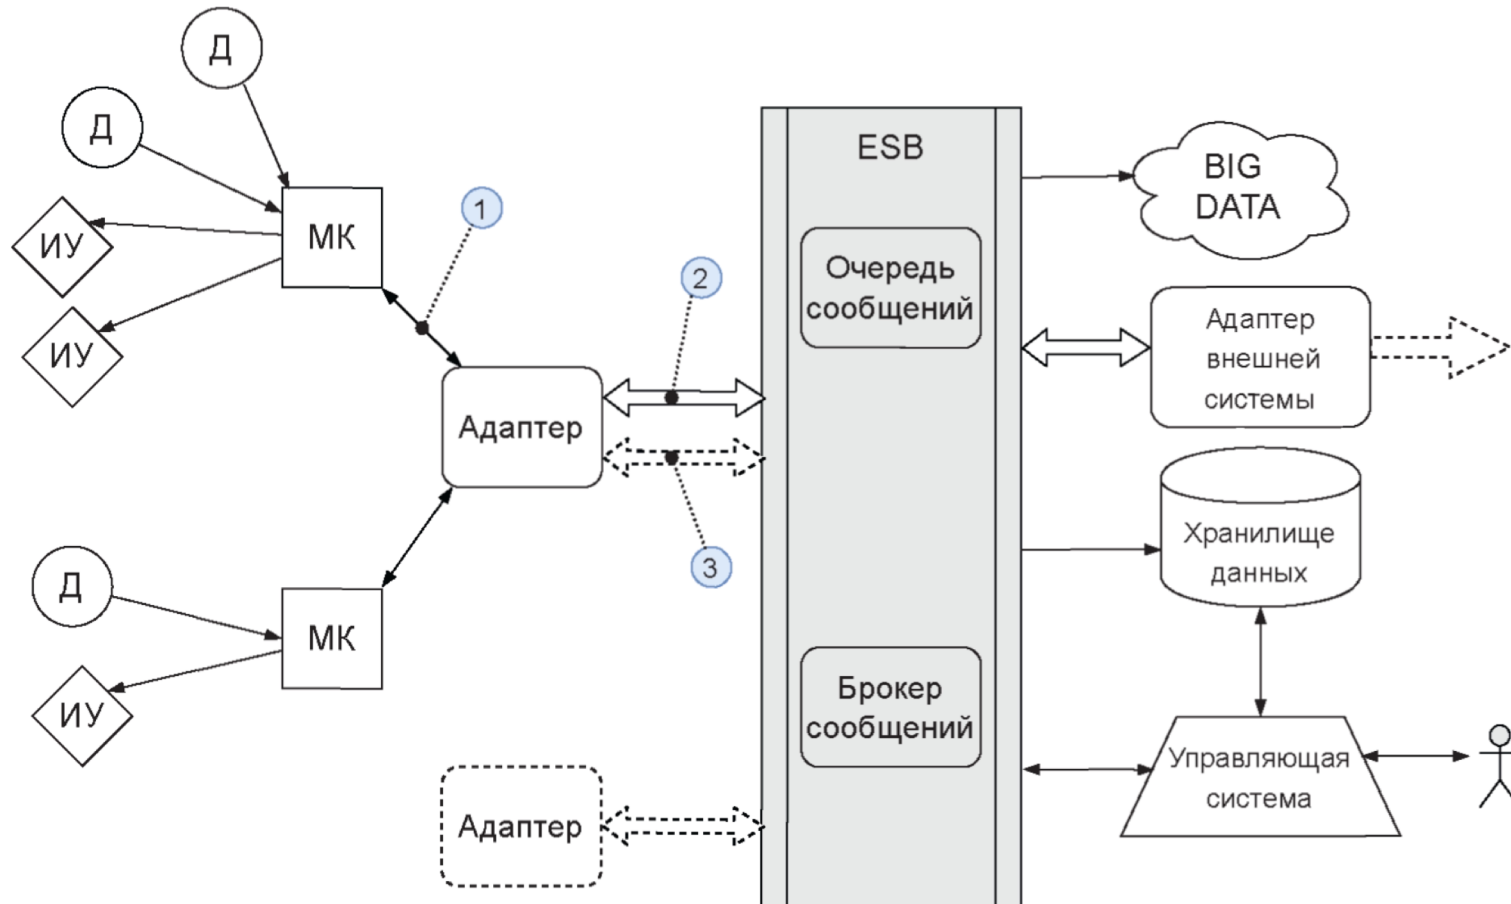 Д
Д
ИУ
ИУ
МК
1
2
Адаптер
3
Д
ИУ
МК
Адаптер
ESB
Очередь
сообщений
Брокер
сообщений
BIG
DATA
Адаптер
внешней
системы
Хранилище
данных
Управляющая
система